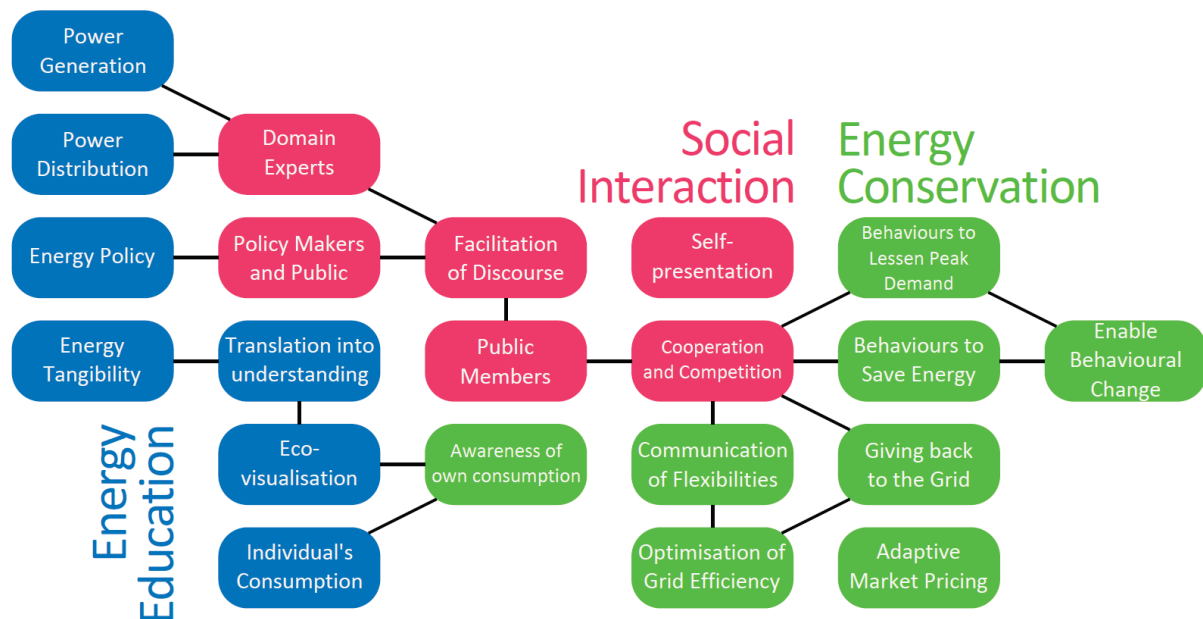 Power
Generation
Power
Distribution
Domain
Experts
Social
Interaction
Energy
Conservation
Energy Policy
Policy Makers
and Public
Facilitation
of Discourse
Self-
presentation
Behaviours to
Lessen Peak
Demand
Energy
Tangibility
Translation into
understanding
Public
Members
Cooperation
and Competition
Behaviours to
Save Energy
Enable
Behavioural
Change
Energy
Education
Eco-
visualisation
Awareness of
own consumption
Communication
of Flexibilities
Giving back
to the Grid
Individual's
Consumption
Optimisation of
Grid Efficiency
Adaptive
Market Pricing